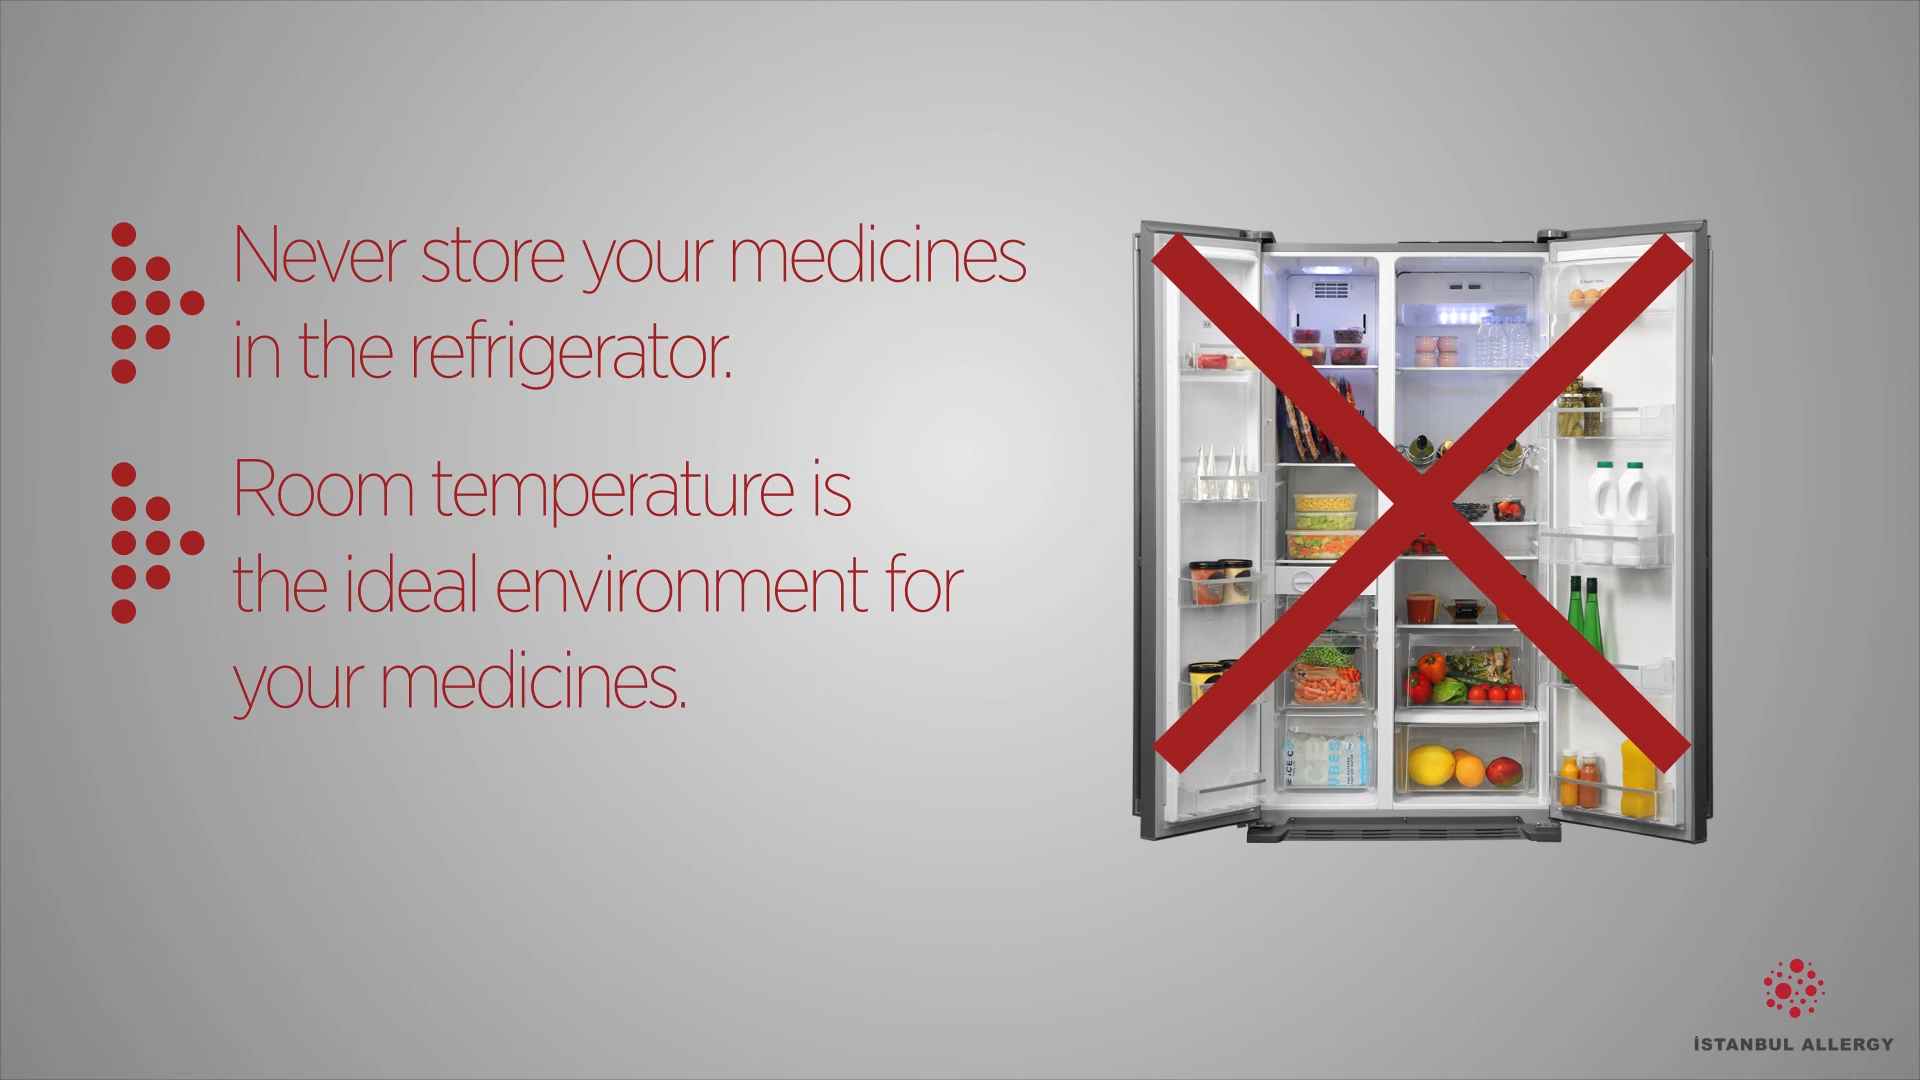 Never store your medicines
in the refrigerator.
Room temperature is
the ideal environment for
your medicines.
İSTANBUL ALLERGY